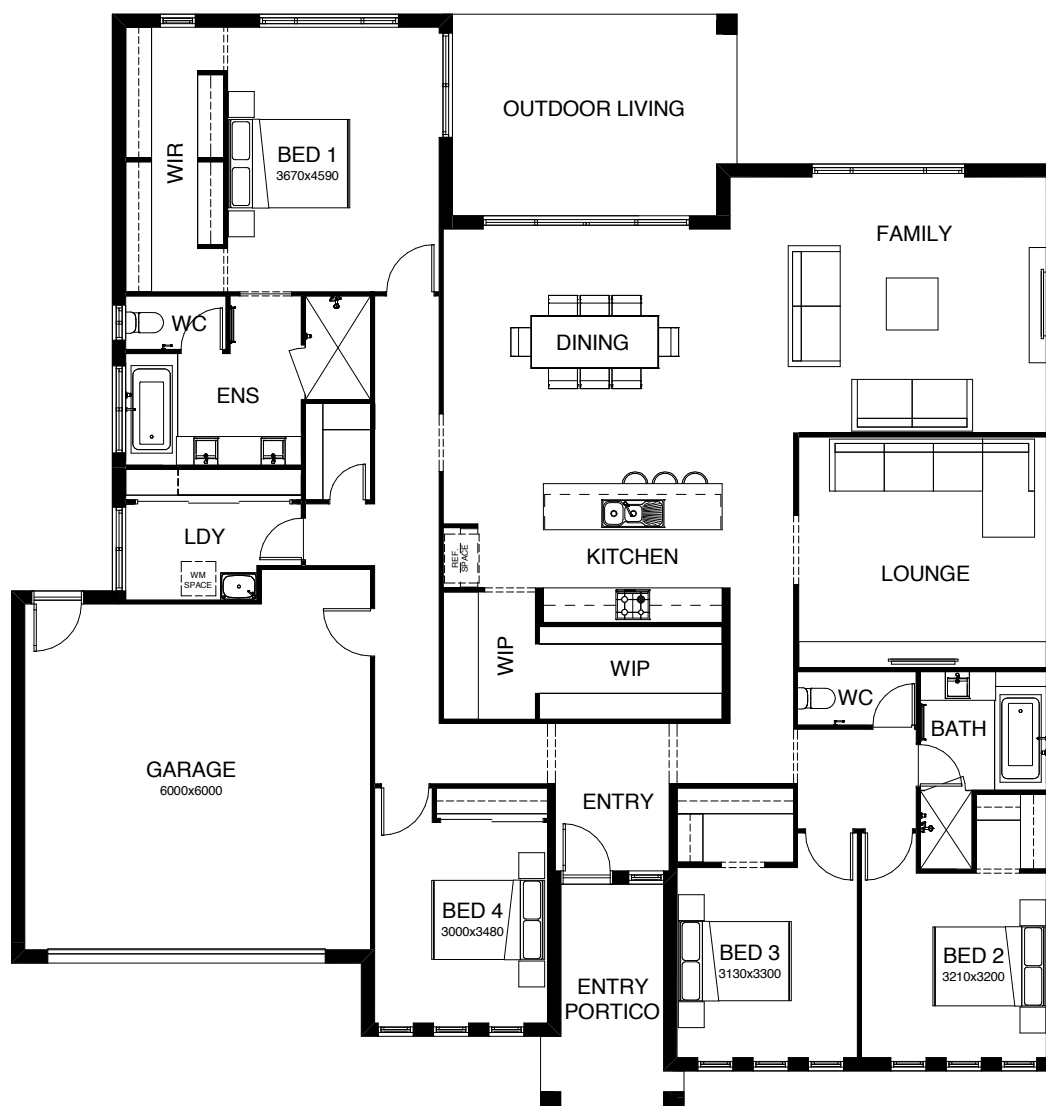 OUTDOOR LIVING
WIR
BED 1
3670x4590
FAMILY
WC
DINING
ENS
LDY
WM
SPACE
REF.
SPACE
KITCHEN
LOUNGE
WIP
WIP
WC
BATH
GARAGE
6000x6000
ENTRY
BED 4
3000x3480
BED 3
3130x3300
BED 2
3210x3200
ENTRY
PORTICO